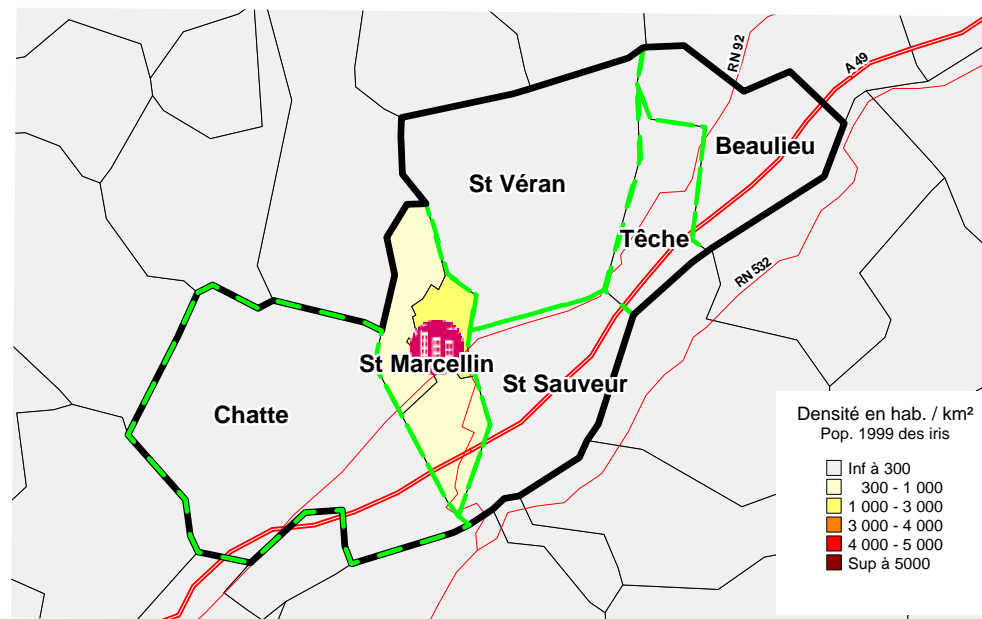 RN 92
A 49
Beaulieu
St Véran
Têche
RN 532
St Marcellin
St Sauveur
Chatte
Densité en hab. / km²
Pop. 1999 des iris
Inf à 300
300 - 1 000
1 000 - 3 000
3 000 - 4 000
4 000 - 5 000
Sup à 5000